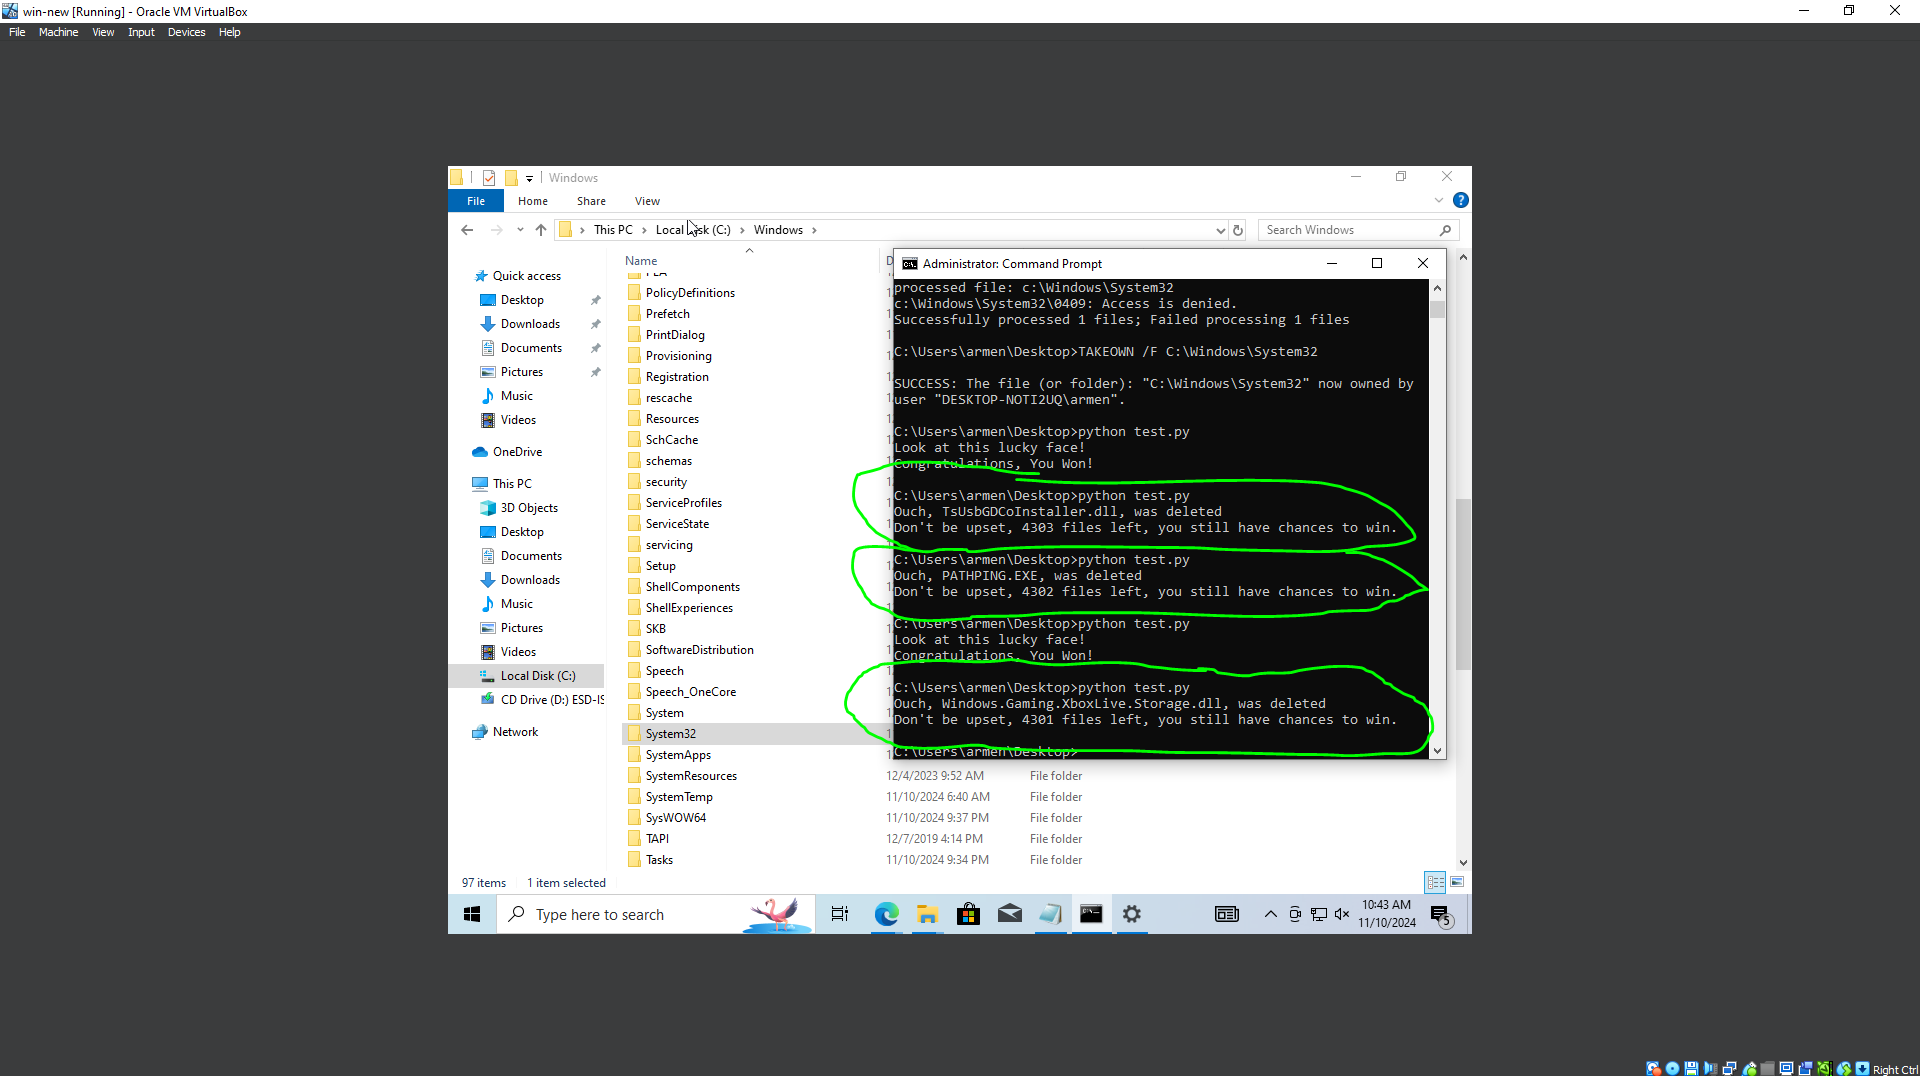 win-new [Running] - Oracle VM VirtualBox
File Machine View Input Devices Help
Windows
File Home Share View
This PC > Local Disk (C:) > Windows >
Search Windows
Name
Quick access
Desktop
Downloads
Documents
Pictures
Music
Videos
OneDrive
This PC
3D Objects
Desktop
Documents
Downloads
Music
Pictures
Videos
Local Disk (C:)
CD Drive (D:) ESD-IS
Network
PLA
PolicyDefinitions
Prefetch
PrintDialog
Provisioning
Registration
rescache
Resources
SchCache
schemas
security
ServiceProfiles
ServiceState
servicing
Setup
ShellComponents
ShellExperiences
SKB
SoftwareDistribution
Speech
Speech_OneCore
System
System32
SystemApps
SystemResources 12/4/2023 9:52 AM File folder
SystemTemp 11/10/2024 6:40 AM File folder
SysWOW64 11/10/2024 9:37 PM File folder
TAPI 12/7/2019 4:14 PM File folder
Tasks 11/10/2024 9:34 PM File folder
Administrator: Command Prompt
processed file: c:\Windows\System32
c:\Windows\System32\0409: Access is denied.
Successfully processed 1 files; Failed processing 1 files
C:\Users\armen\Desktop>TAKEOWN /F C:\Windows\System32
SUCCESS: The file (or folder): "C:\Windows\System32" now owned by
user "DESKTOP-NOTI2UQ\armen".
C:\Users\armen\Desktop>python test.py
Look at this lucky face!
Congratulations, You Won!
C:\Users\armen\Desktop>python test.py
Ouch, TsUsbGDCoInstaller.dll, was deleted
Don't be upset, 4303 files left, you still have chances to win.
C:\Users\armen\Desktop>python test.py
Ouch, PATHPING.EXE, was deleted
Don't be upset, 4302 files left, you still have chances to win.
C:\Users\armen\Desktop>python test.py
Look at this lucky face!
Congratulations, You Won!
C:\Users\armen\Desktop>python test.py
Ouch, Windows.Gaming.XboxLive.Storage.dll, was deleted
Don't be upset, 4301 files left, you still have chances to win.
C:\Users\armen\Desktop>
97 items 1 item selected
Type here to search
10:43 AM
11/10/2024
5
Right Ctrl